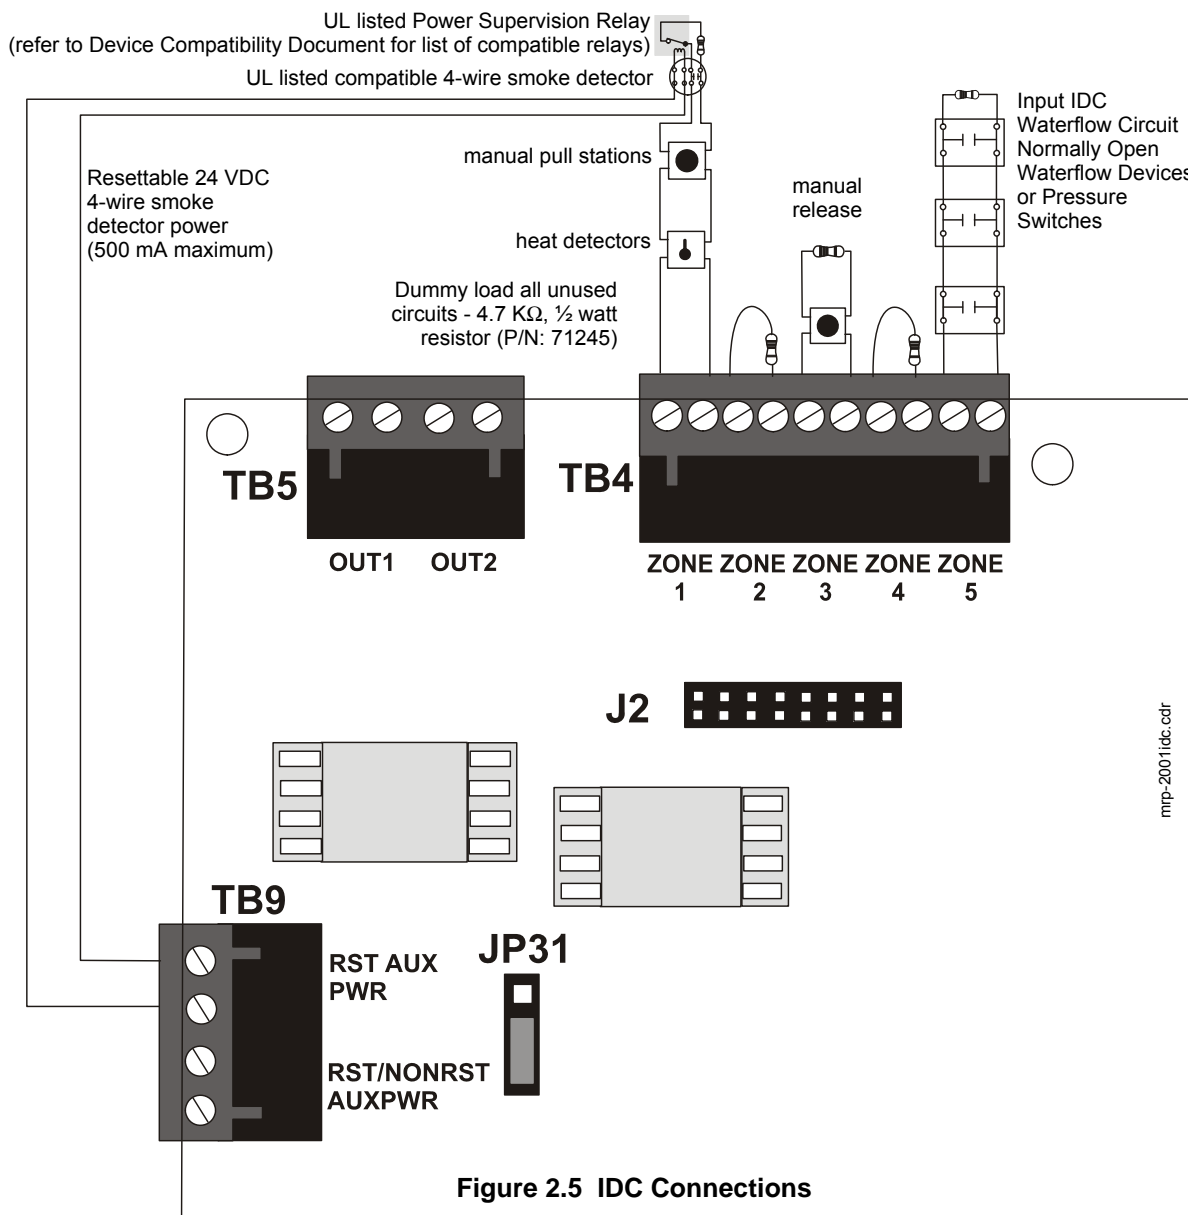 UL listed Power Supervision Relay
(refer to Device Compatibility Document for list of compatible relays)
UL listed compatible 4-wire smoke detector
Resettable 24 VDC
4-wire smoke
detector power
(500 mA maximum)
manual pull stations
heat detectors
Dummy load all unused
circuits - 4.7 KΩ, ½ watt
resistor (P/N: 71245)
manual
release
Input IDC
Waterflow Circuit
Normally Open
Waterflow Devices
or Pressure
Switches
TB5
OUT1 OUT2
TB4
ZONE ZONE ZONE ZONE ZONE
1 2 3 4 5
J2
mrp-2001idc.cdr
TB9
RST AUX
PWR
RST/NONRST
AUXPWR
JP31
Figure 2.5 IDC Connections